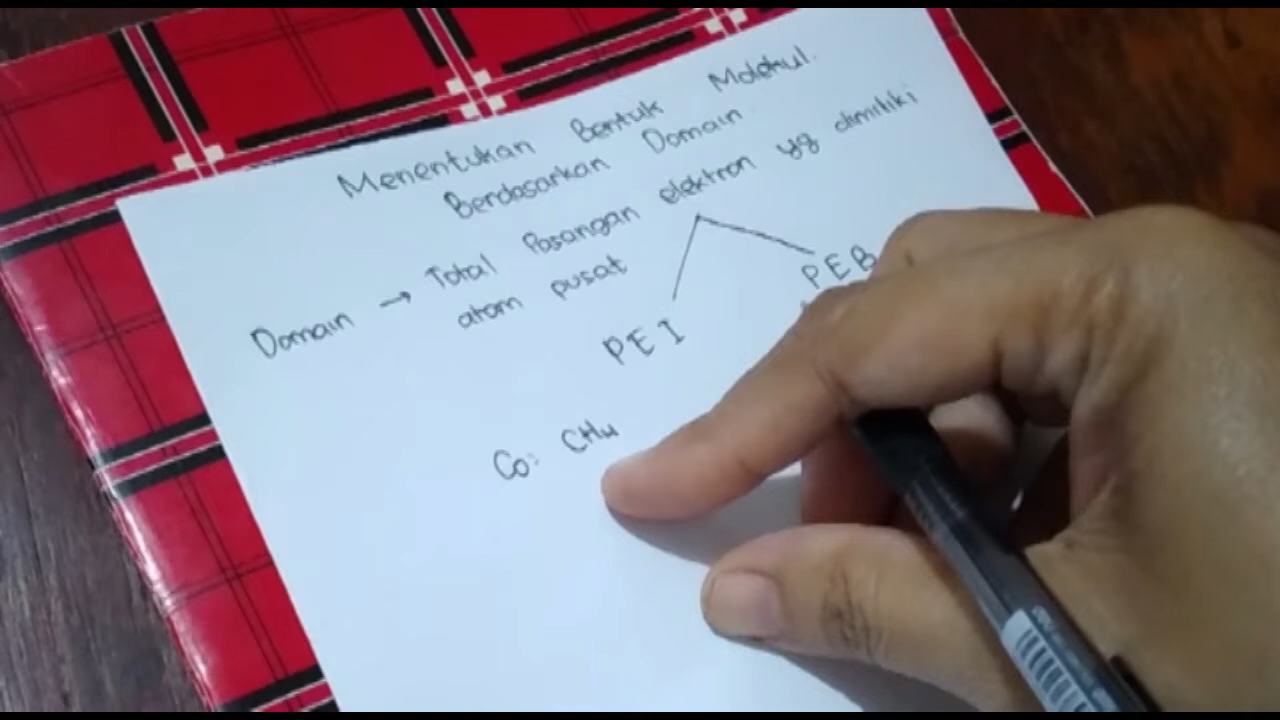 Menentukan Bentuk Molekul.
Berdasarkan Domain
Domain → Total Pasangan elektron yg dimiliki
atom pusat
PEI
PEB
Co: CH4